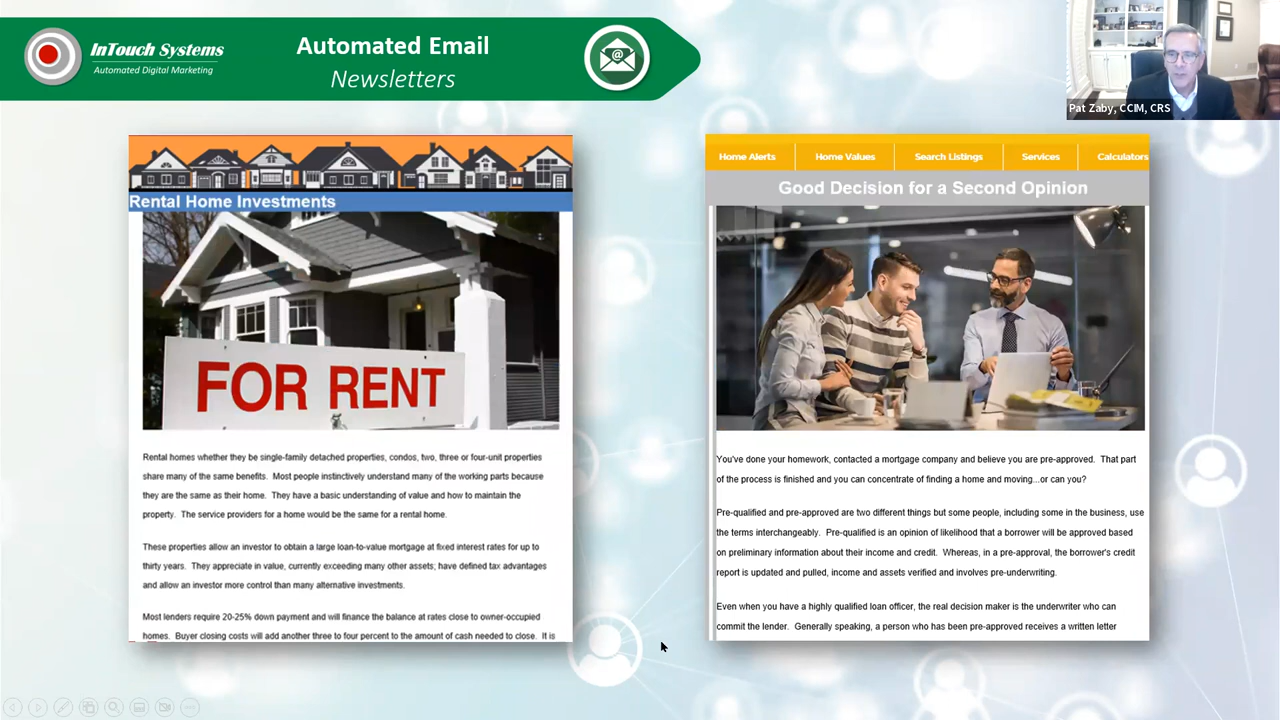 InTouch Systems
Automated Digital Marketing
Automated Email
Newsletters
Pat Zaby, CCIM, CRS
Rental Home Investments
FOR RENT
Rental homes whether they be single-family detached properties, condos, two, three or four-unit properties
share many of the same benefits. Most people instinctively understand many of the working parts because
they are the same as their home. They have a basic understanding of value and how to maintain the
property. The service providers for a home would be the same for a rental home.
These properties allow an investor to obtain a large loan-to-value mortgage at fixed interest rates for up to
thirty years. They appreciate in value, currently exceeding many other assets; have defined tax advantages
and allow an investor more control than many alternative investments.
Most lenders require 20-25% down payment and will finance the balance at rates close to owner-occupied
homes. Buyer closing costs will add another three to four percent to the amount of cash needed to close. It is
Home Alerts Home Values Search Listings Services Calculators
Good Decision for a Second Opinion
You've done your homework, contacted a mortgage company and believe you are pre-approved. That part
of the process is finished and you can concentrate of finding a home and moving...or can you?
Pre-qualified and pre-approved are two different things but some people, including some in the business, use
the terms interchangeably. Pre-qualified is an opinion of likelihood that a borrower will be approved based
on preliminary information about their income and credit. Whereas, in a pre-approval, the borrower's credit
report is updated and pulled, income and assets verified and involves pre-underwriting.
Even when you have a highly qualified loan officer, the real decision maker is the underwriter who can
commit the lender. Generally speaking, a person who has been pre-approved receives a written letter